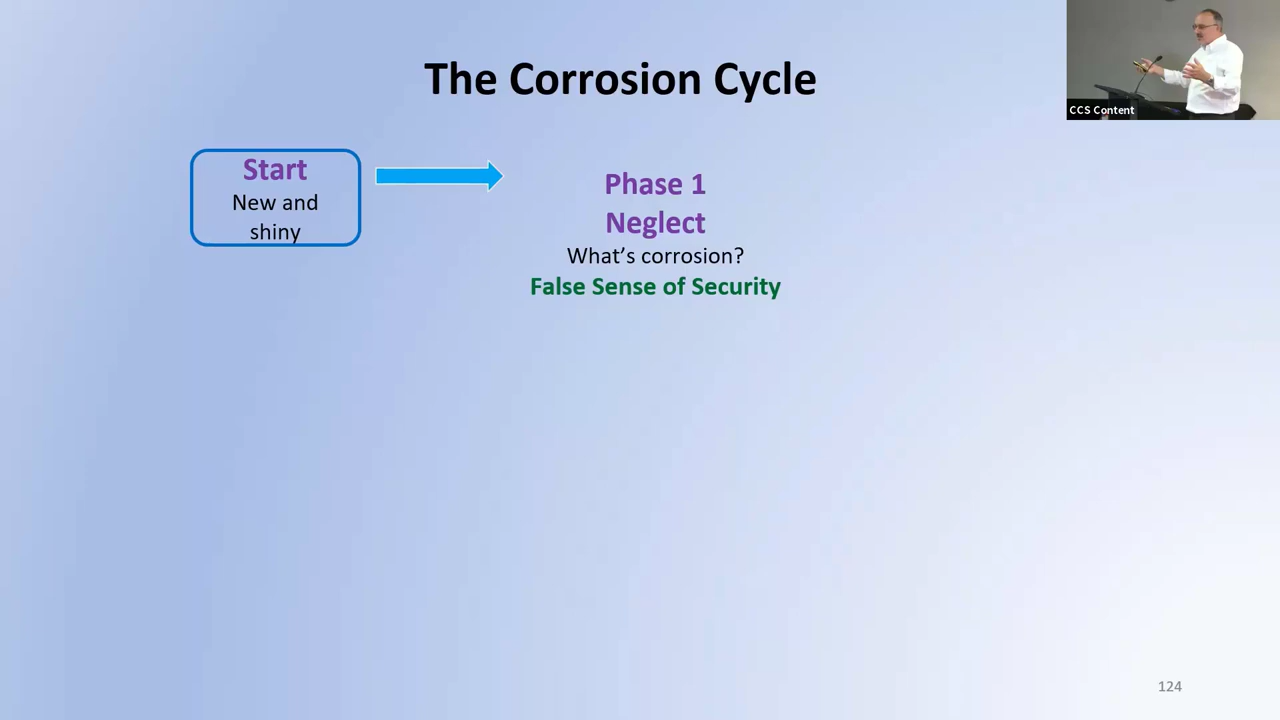 The Corrosion Cycle
CCS Content
Start
New and
shiny
Phase 1
Neglect
What's corrosion?
False Sense of Security
124